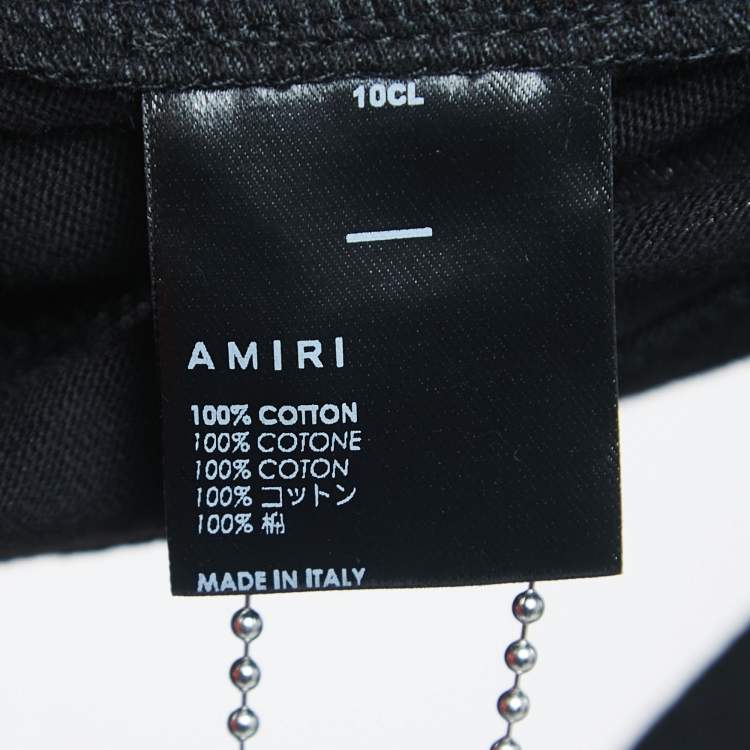 10CL
AMIRI
100% COTTON
100% COTONE
100% COTON
100% コットン
100% 棉
MADE IN ITALY